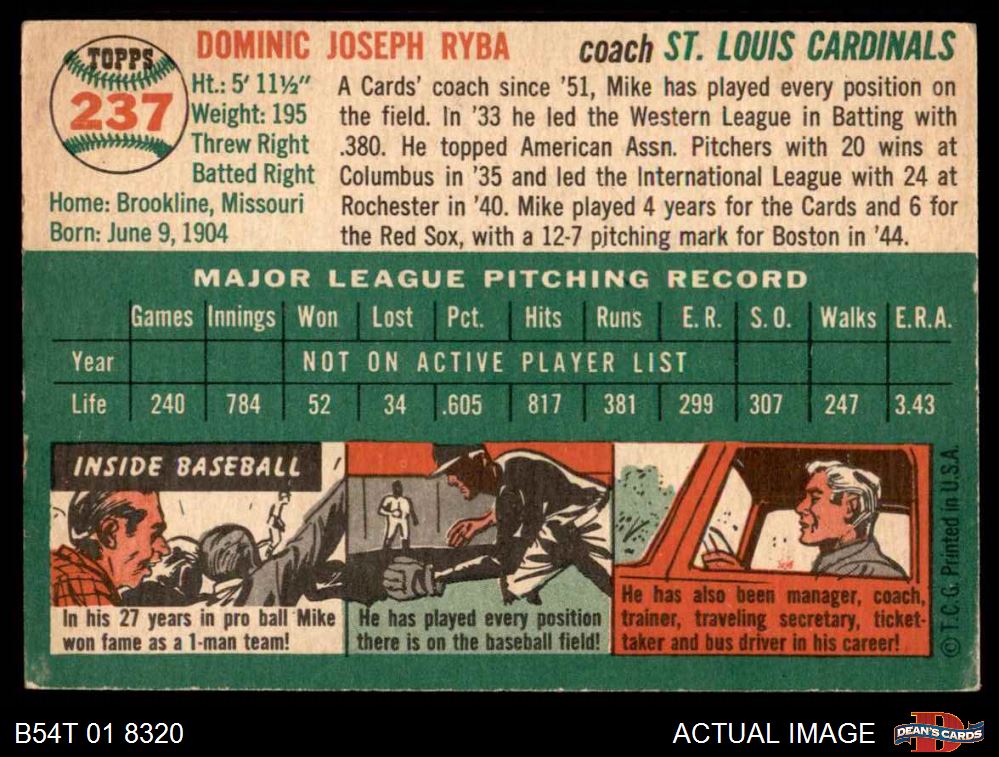 TOPPS
237
DOMINIC JOSEPH RYBA
coach ST. LOUIS CARDINALS
Ht.: 5' 11½"
Weight: 195
Threw Right
Batted Right
Home: Brookline, Missouri
Born: June 9, 1904
A Cards' coach since '51, Mike has played every position on
the field. In '33 he led the Western League in Batting with
.380. He topped American Assn. Pitchers with 20 wins at
Columbus in '35 and led the International League with 24 at
Rochester in '40. Mike played 4 years for the Cards and 6 for
the Red Sox, with a 12-7 pitching mark for Boston in '44.
MAJOR LEAGUE PITCHING RECORD
Games Innings Won Lost Pct. Hits Runs E. R. S. O. Walks E.R.A.
Year NOT ON ACTIVE PLAYER LIST
Life 240 784 52 34 .605 817 381 299 307 247 3.43
INSIDE BASEBALL
In his 27 years in pro ball Mike
won fame as a 1-man team!
He has played every position
there is on the baseball field!
He has also been manager, coach,
trainer, traveling secretary, ticket-
taker and bus driver in his career!
© T.C.G. Printed in U.S.A.
B54T 01 8320
ACTUAL IMAGE
D
DEAN'S CARDS